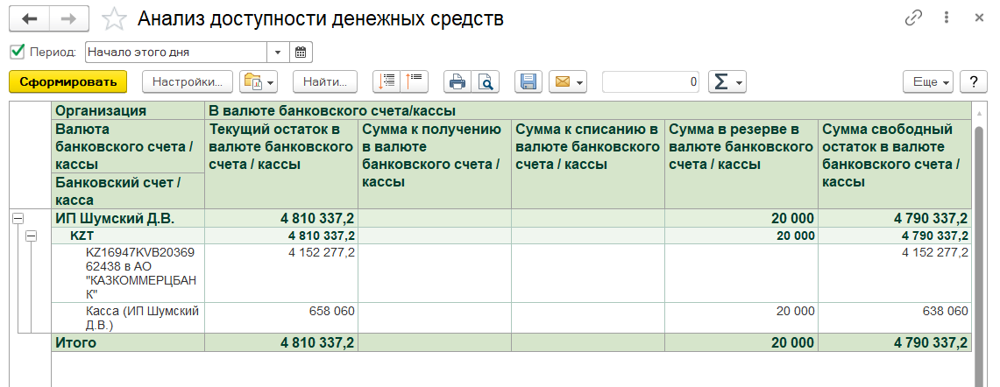 Анализ доступности денежных средств
Период: Начало этого дня
Сформировать Настройки... Найти... 0 Σ Еще ?
Организация
В валюте банковского счета/кассы
Валюта
банковского счета /
кассы
Банковский счет /
касса
Текущий остаток в
валюте банковского
счета / кассы
Сумма к получению
в валюте
банковского счета /
кассы
Сумма к списанию в
валюте банковского
счета / кассы
Сумма в резерве в
валюте банковского
счета / кассы
Сумма свободный
остаток в валюте
банковского счета /
кассы
ИП Шумский Д.В. 4 810 337,2 20 000 4 790 337,2
KZT 4 810 337,2 20 000 4 790 337,2
KZ16947KVB20369 4 152 277,2 4 152 277,2
62438 в АО
"КАЗКОММЕРЦБАН
К"
Касса (ИП Шумский 658 060 20 000 638 060
Д.В.)
Итого 4 810 337,2 20 000 4 790 337,2